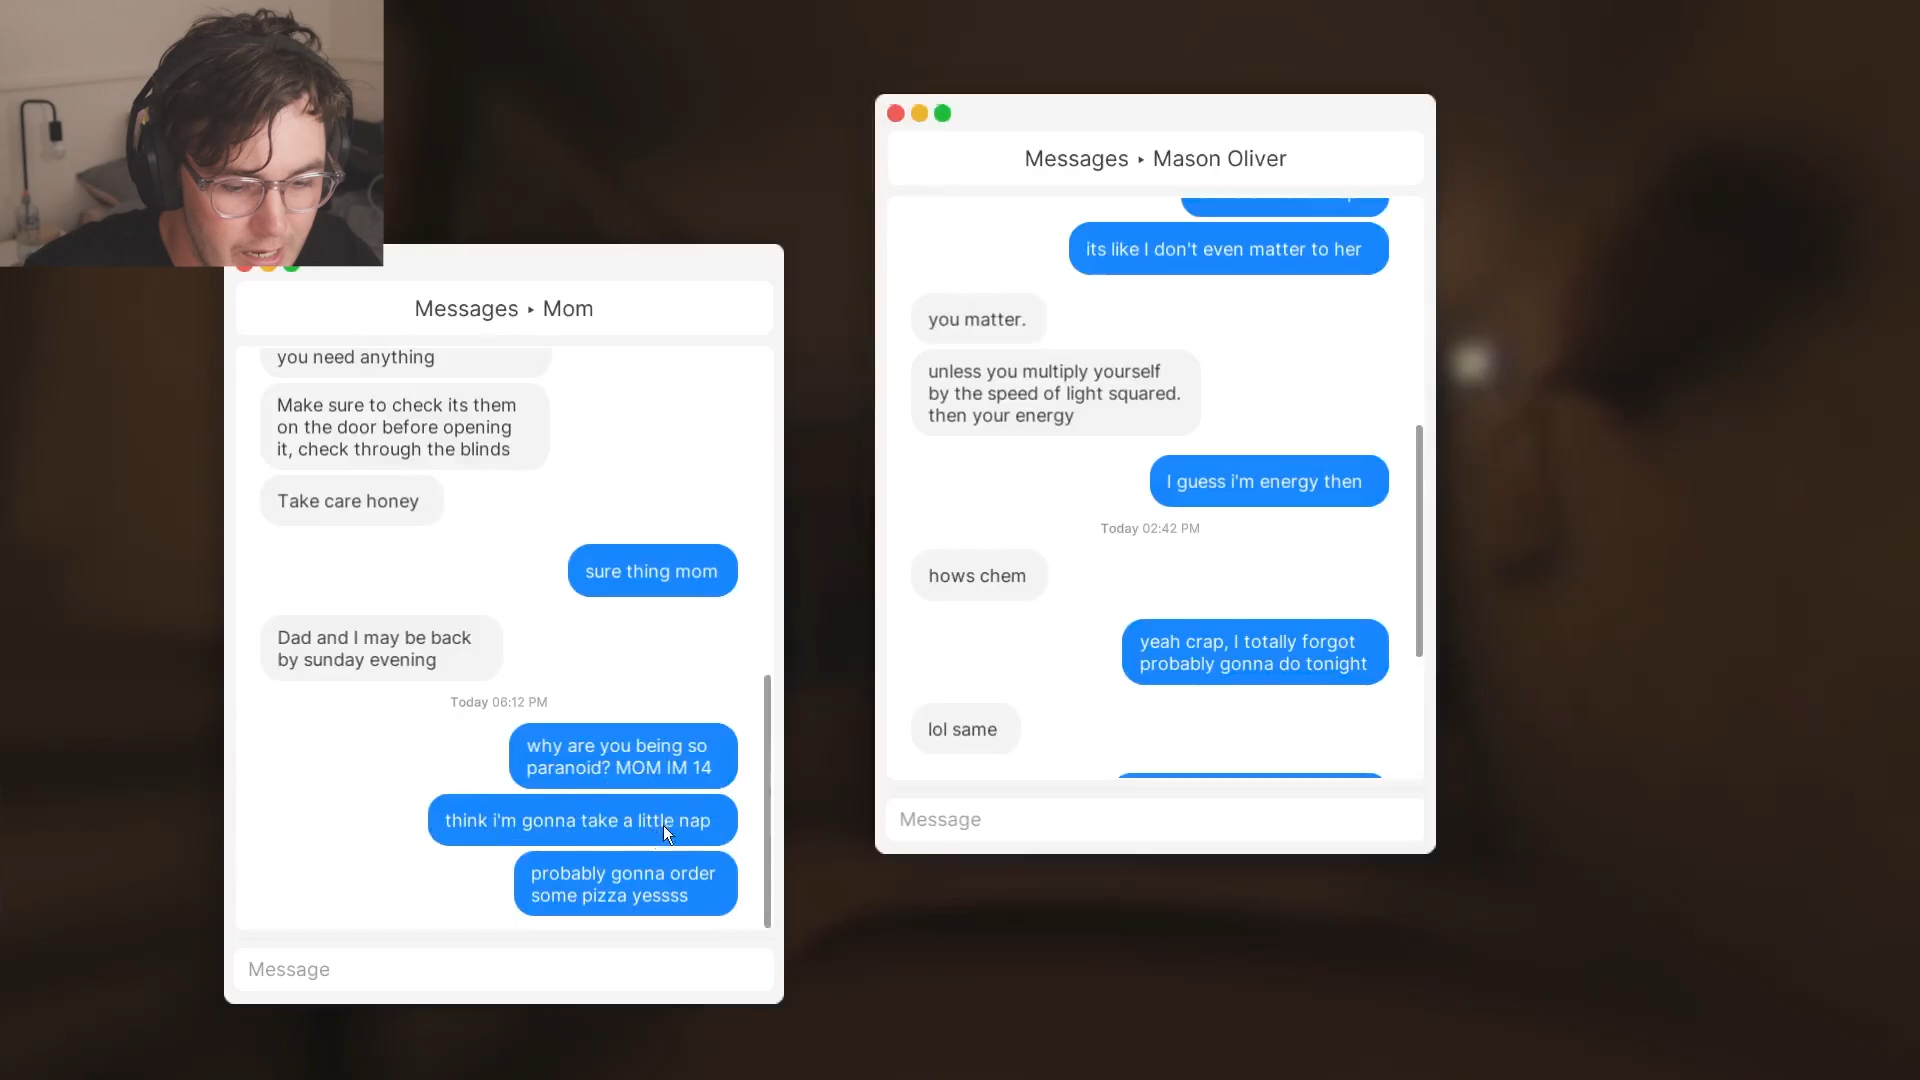 Messages ‣ Mom
you need anything
Make sure to check its them
on the door before opening
it, check through the blinds
Take care honey
sure thing mom
Dad and I may be back
by sunday evening
Today 06:12 PM
why are you being so
paranoid? MOM IM 14
think i'm gonna take a little nap
probably gonna order
some pizza yessss
Message
Messages ‣ Mason Oliver
its like I don't even matter to her
you matter.
unless you multiply yourself
by the speed of light squared.
then your energy
I guess i'm energy then
Today 02:42 PM
hows chem
yeah crap, I totally forgot
probably gonna do tonight
lol same
Message